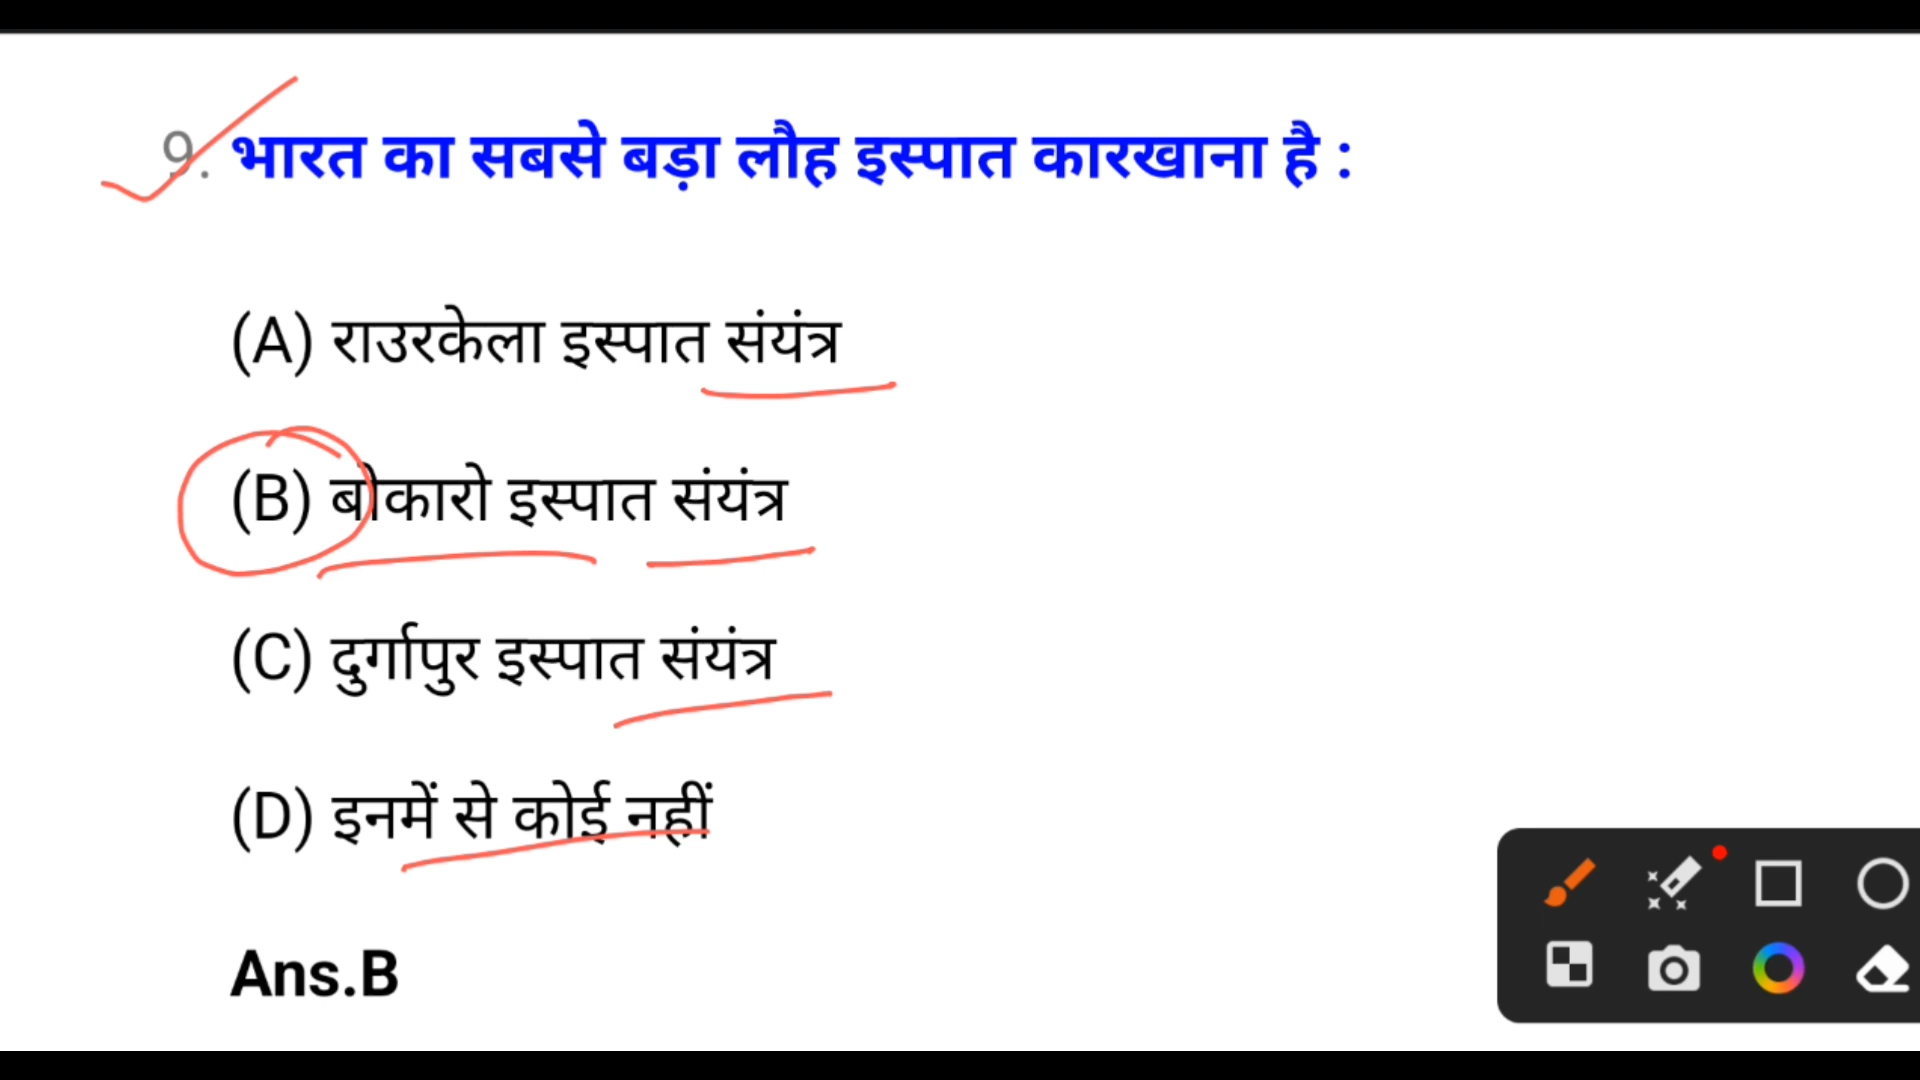 9. भारत का सबसे बड़ा लौह इस्पात कारखाना है :
(A) राउरकेला इस्पात संयंत्र
(B) बोकारो इस्पात संयंत्र
(C) दुर्गापुर इस्पात संयंत्र
(D) इनमें से कोई नहीं
Ans.B